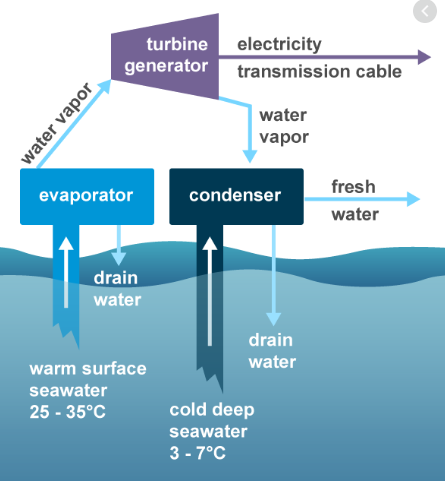 turbine
generator
electricity
transmission cable
water vapor
water
vapor
evaporator
condenser
fresh
water
drain
water
drain
water
warm surface
seawater
25 - 35°C
cold deep
seawater
3 - 7°C